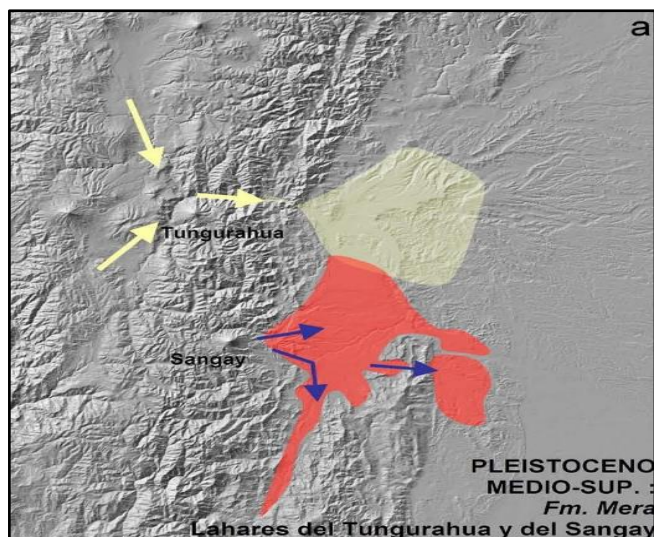 a
Tungurahua
Sangay
PLEISTOCENO
MEDIO-SUP. :
Fm. Mera
Lahares del Tungurahua y del Sangay